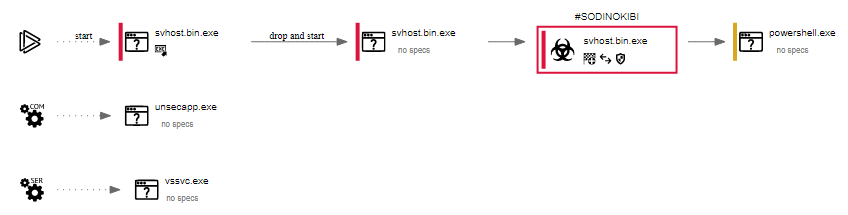 #SODINOKIBI
start
svhost.bin.exe
EXE
drop and start
svhost.bin.exe
no specs
svhost.bin.exe
powershell.exe
no specs
COM
unsecapp.exe
no specs
SER
vssvc.exe
no specs